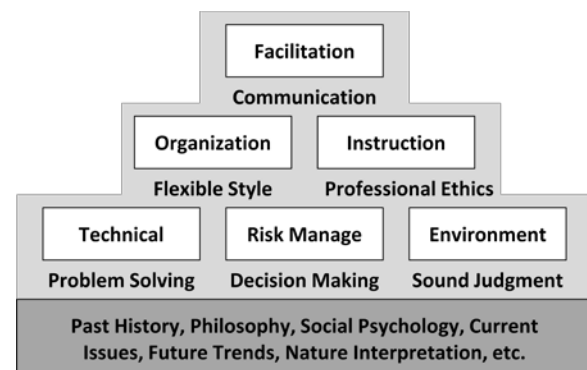 Facilitation
Communication
Organization
Instruction
Flexible Style
Professional Ethics
Technical
Risk Manage
Environment
Problem Solving
Decision Making
Sound Judgment
Past History, Philosophy, Social Psychology, Current
Issues, Future Trends, Nature Interpretation, etc.